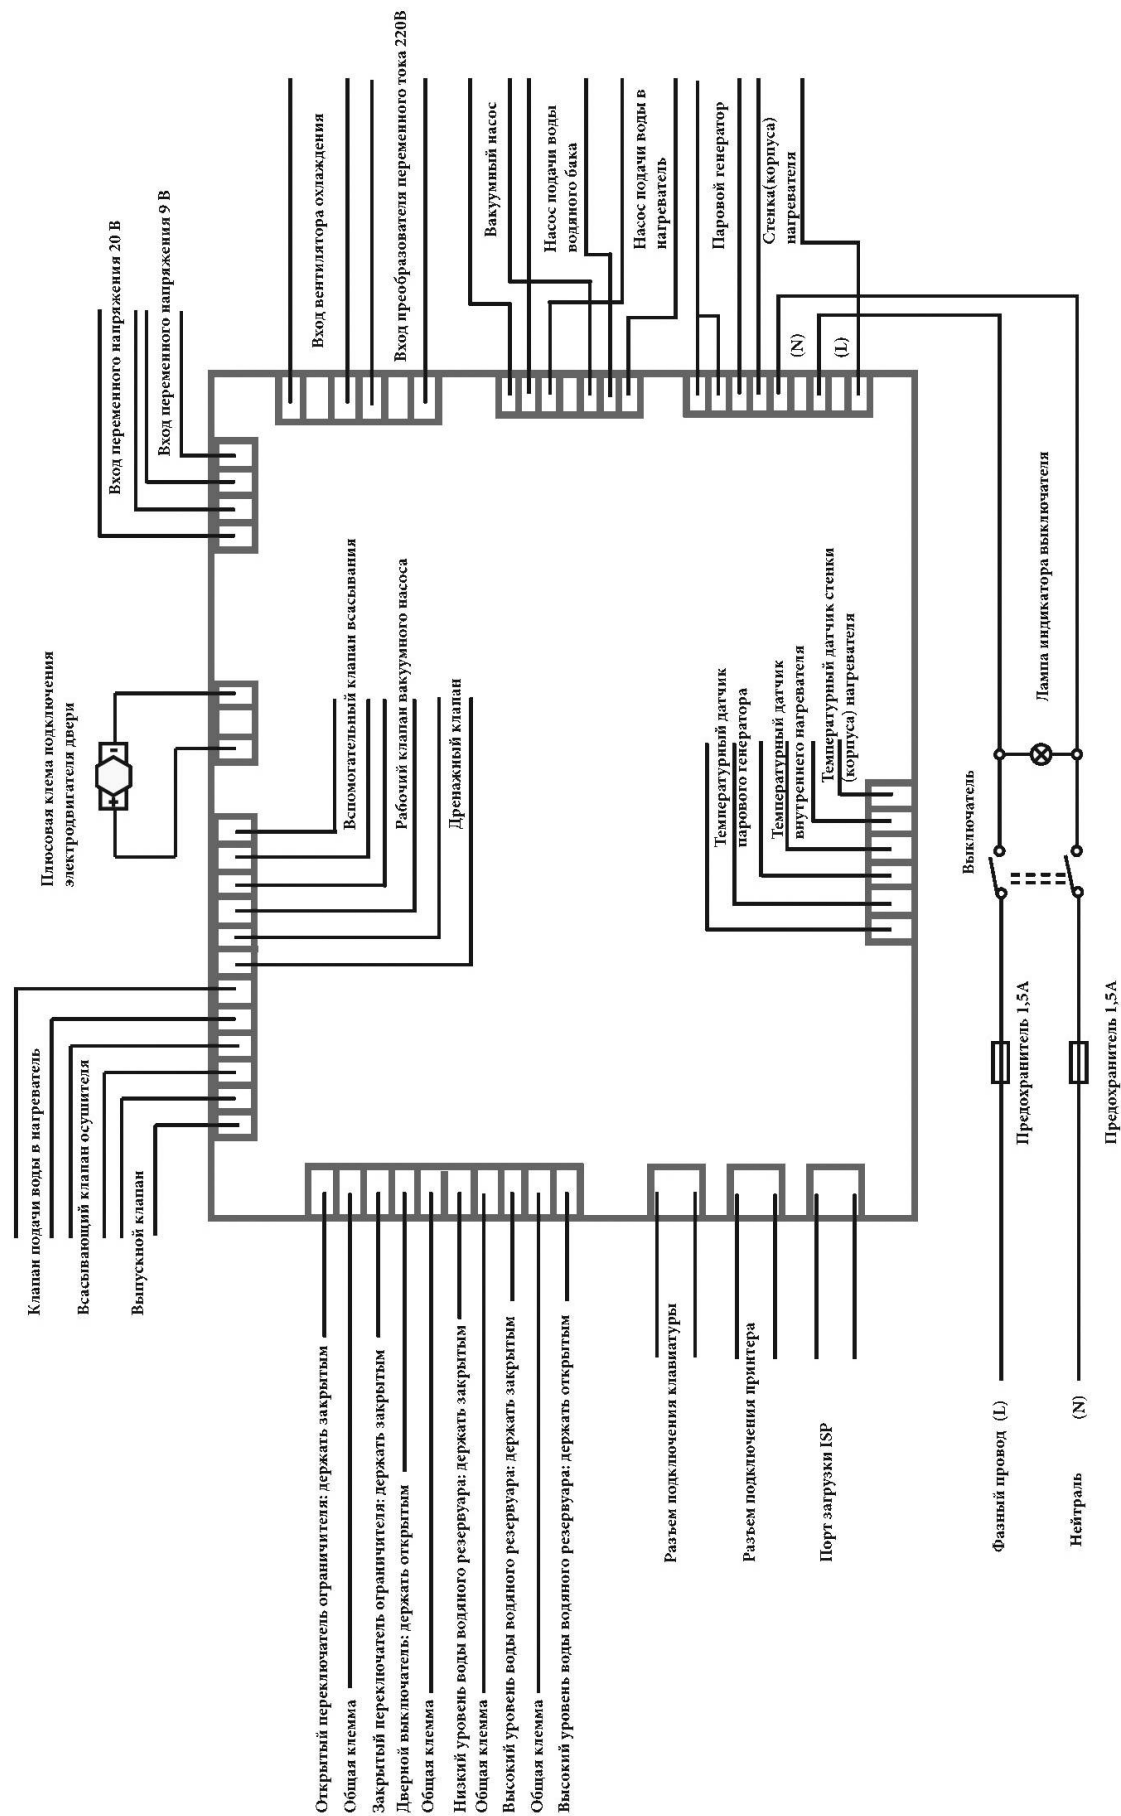 Клапан подачи воды в нагреватель
Всасывающий клапан осушителя
Выпускной клапан
Плюсовая клема подключения
электродвигателя двери
Вход переменного напряжения 20 В
Вход переменного напряжения 9 В
Вспомогательный клапан всасывания
Рабочий клапан вакуумного насоса
Дренажный клапан
Вход вентилятора охлаждения
Вход преобразователя переменного тока 220В
Вакуумный насос
Насос подачи воды
водяного бака
Насос подачи воды в
нагреватель
Паровой генератор
Стенка(корпуса)
нагревателя
(N)
(L)
Открытый переключатель ограничителя: держать закрытым
Общая клемма
Закрытый переключатель ограничителя: держать закрытым
Дверной выключатель: держать открытым
Общая клемма
Низкий уровень воды водяного резервуара: держать закрытым
Общая клемма
Высокий уровень воды водяного резервуара: держать закрытым
Общая клемма
Высокий уровень воды водяного резервуара: держать открытым
Разъем подключения клавиатуры
Разъем подключения принтера
Порт загрузки ISP
Температурный датчик
парового генератора
Температурный датчик
внутреннего нагревателя
Температурный датчик стенки
(корпуса) нагревателя
Фазный провод (L)
Нейтраль (N)
Предохранитель 1,5А
Предохранитель 1,5А
Выключатель
Лампа индикатора выключателя